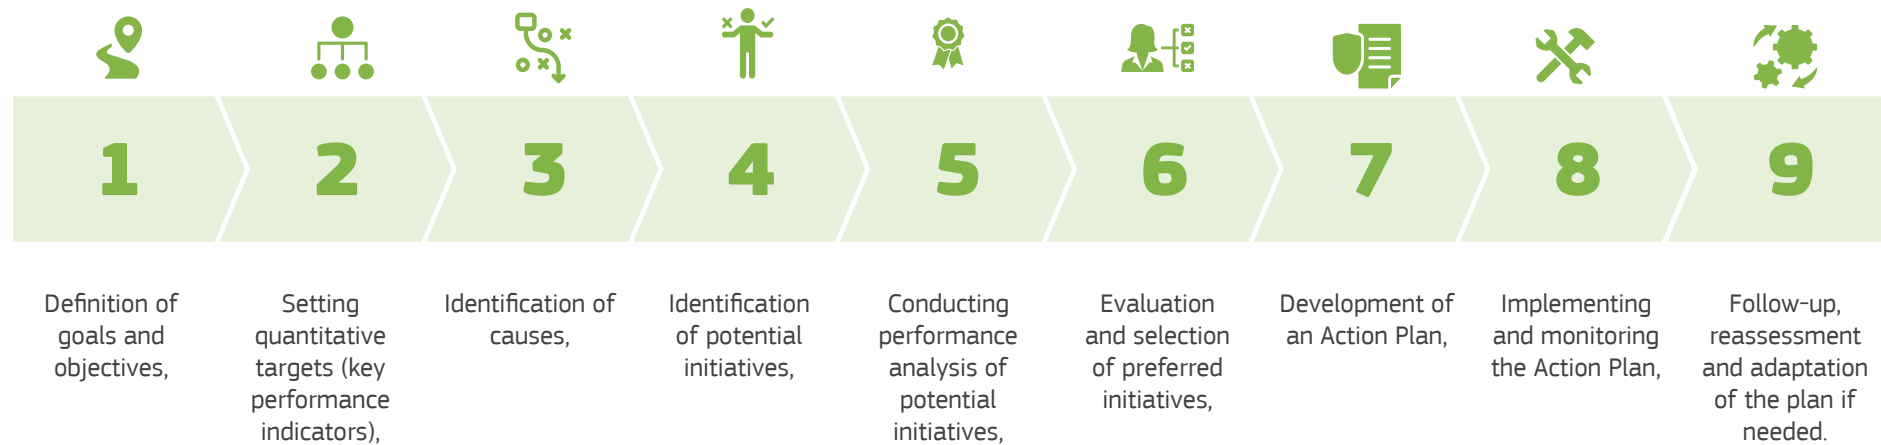 1
Definition of
goals and
objectives,
2
Setting
quantitative
targets (key
performance
indicators),
3
Identification of
causes,
4
Identification
of potential
initiatives,
5
Conducting
performance
analysis of
potential
initiatives,
6
Evaluation
and selection
of preferred
initiatives,
7
Development of
an Action Plan,
8
Implementing
and monitoring
the Action Plan,
9
Follow-up,
reassessment
and adaptation
of the plan if
needed.